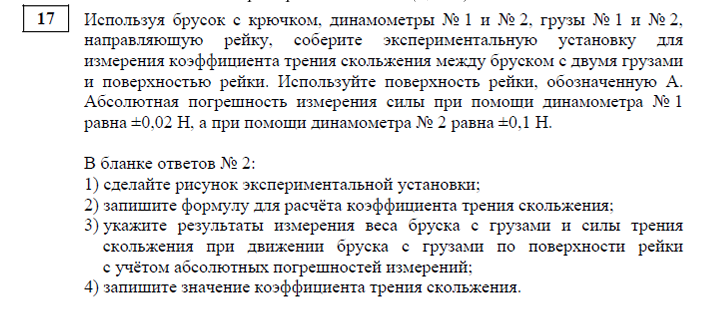 17
Используя брусок с крючком, динамометры № 1 и № 2, грузы № 1 и № 2,
направляющую рейку, соберите экспериментальную установку для
измерения коэффициента трения скольжения между бруском с двумя грузами
и поверхностью рейки. Используйте поверхность рейки, обозначенную А.
Абсолютная погрешность измерения силы при помощи динамометра № 1
равна ±0,02 Н, а при помощи динамометра № 2 равна ±0,1 Н.
В бланке ответов № 2:
1) сделайте рисунок экспериментальной установки;
2) запишите формулу для расчёта коэффициента трения скольжения;
3) укажите результаты измерения веса бруска с грузами и силы трения
скольжения при движении бруска с грузами по поверхности рейки
с учётом абсолютных погрешностей измерений;
4) запишите значение коэффициента трения скольжения.